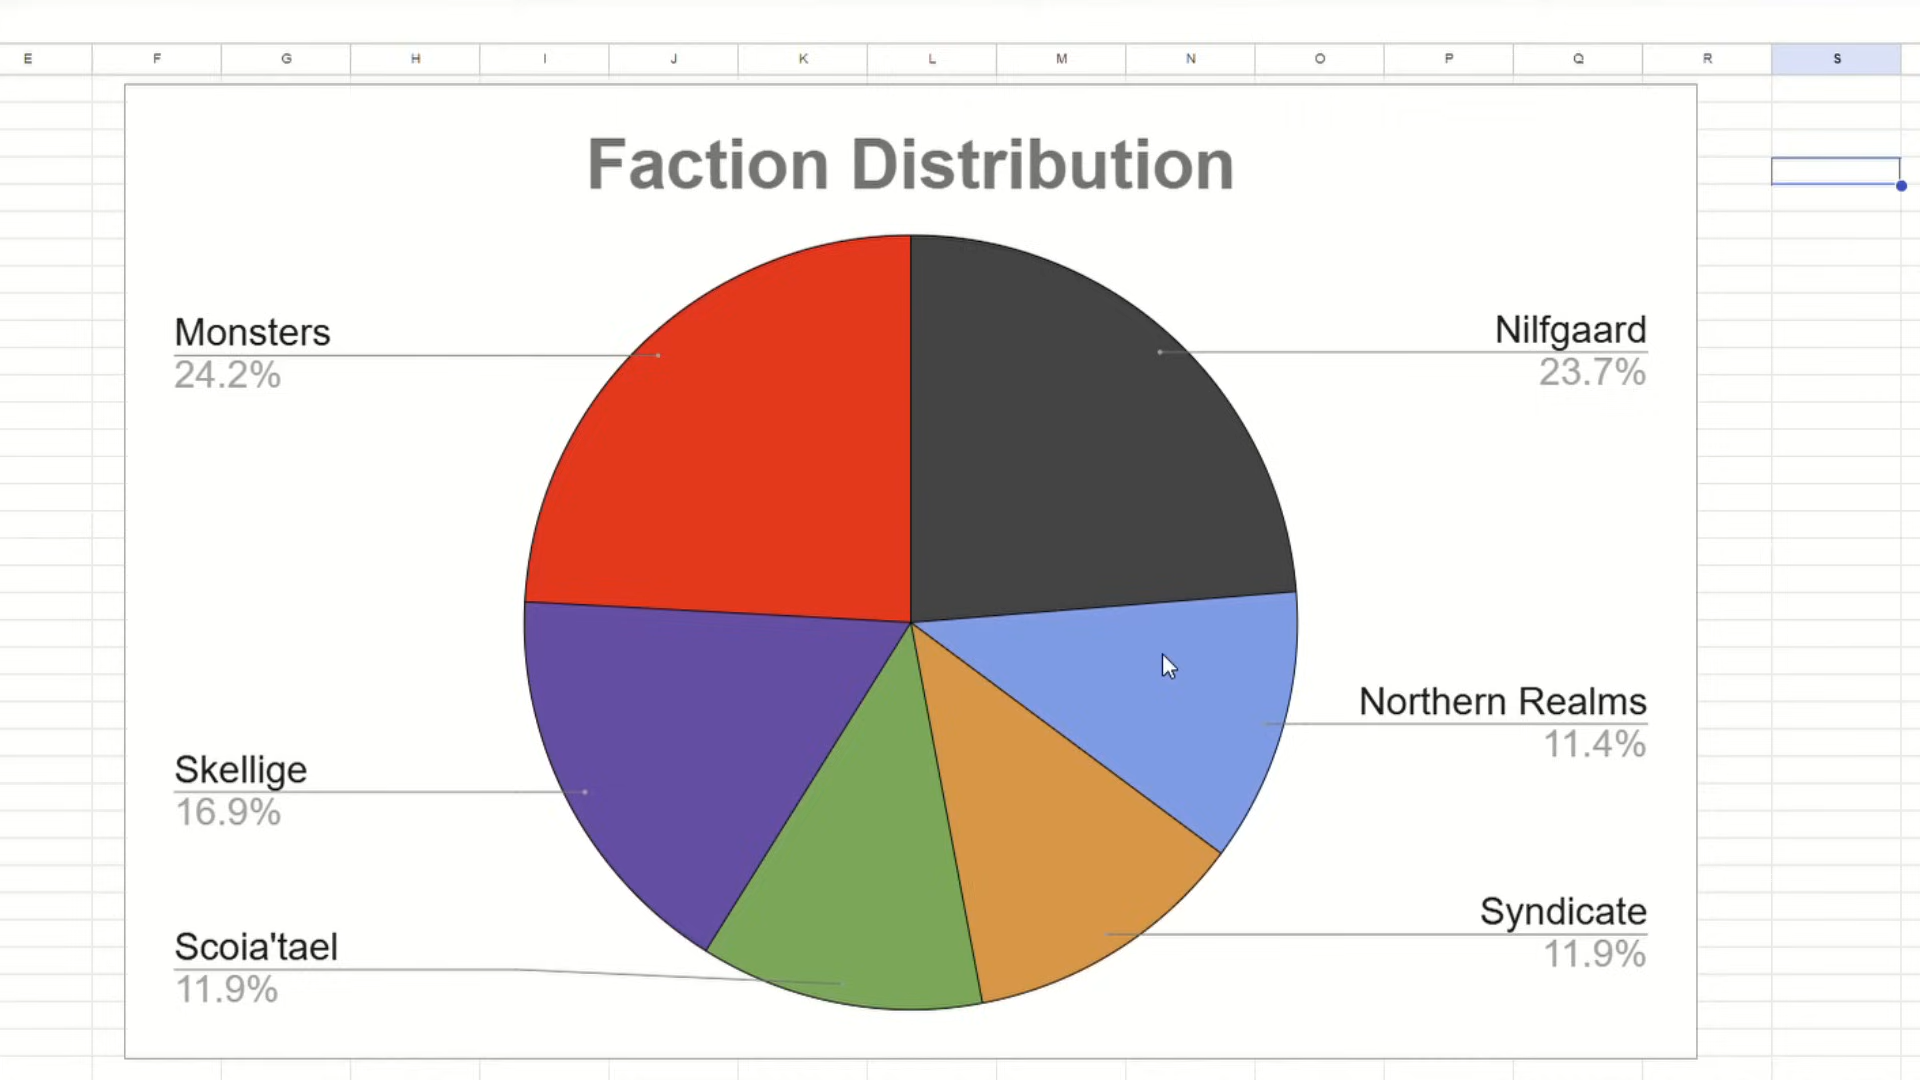 E F G H I J K L M N O P Q R S
Faction Distribution
Monsters
24.2%
Nilfgaard
23.7%
Northern Realms
11.4%
Skellige
16.9%
Syndicate
11.9%
Scoia'tael
11.9%